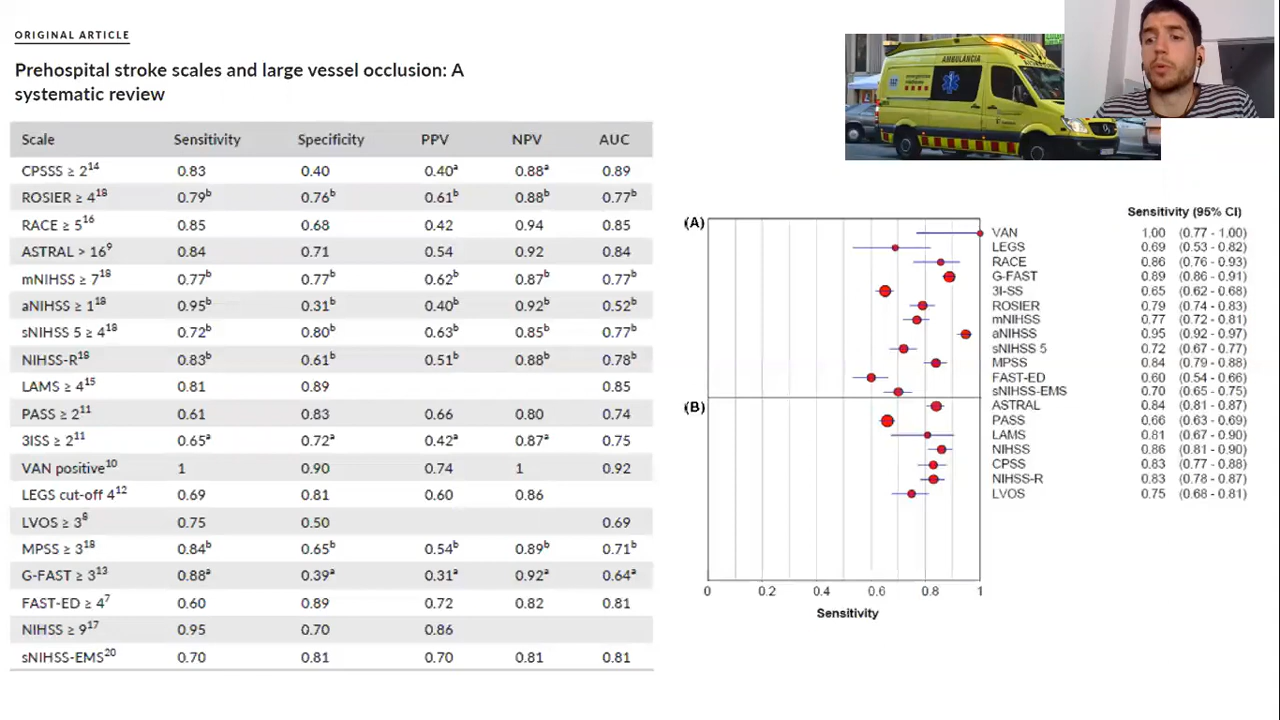 ORIGINAL ARTICLE
Prehospital stroke scales and large vessel occlusion: A
systematic review
Scale Sensitivity Specificity PPV NPV AUC
CPSSS ≥ 2¹⁴ 0.83 0.40 0.40ᵃ 0.88ᵃ 0.89
ROSIER ≥ 4¹⁸ 0.79ᵇ 0.76ᵇ 0.61ᵇ 0.88ᵇ 0.77ᵇ
RACE ≥ 5¹⁶ 0.85 0.68 0.42 0.94 0.85
ASTRAL > 16⁹ 0.84 0.71 0.54 0.92 0.84
mNIHSS ≥ 7¹⁸ 0.77ᵇ 0.77ᵇ 0.62ᵇ 0.87ᵇ 0.77ᵇ
aNIHSS ≥ 1¹⁸ 0.95ᵇ 0.31ᵇ 0.40ᵇ 0.92ᵇ 0.52ᵇ
sNIHSS 5 ≥ 4¹⁸ 0.72ᵇ 0.80ᵇ 0.63ᵇ 0.85ᵇ 0.77ᵇ
NIHSS-R¹⁸ 0.83ᵇ 0.61ᵇ 0.51ᵇ 0.88ᵇ 0.78ᵇ
LAMS ≥ 4¹⁵ 0.81 0.89 0.85
PASS ≥ 2¹¹ 0.61 0.83 0.66 0.80 0.74
3ISS ≥ 2¹¹ 0.65ᵃ 0.72ᵃ 0.42ᵃ 0.87ᵃ 0.75
VAN positive¹⁰ 1 0.90 0.74 1 0.92
LEGS cut-off 4¹² 0.69 0.81 0.60 0.86
LVOS ≥ 3⁸ 0.75 0.50 0.69
MPSS ≥ 3¹⁸ 0.84ᵇ 0.65ᵇ 0.54ᵇ 0.89ᵇ 0.71ᵇ
G-FAST ≥ 3¹³ 0.88ᵃ 0.39ᵃ 0.31ᵃ 0.92ᵃ 0.64ᵃ
FAST-ED ≥ 4⁷ 0.60 0.89 0.72 0.82 0.81
NIHSS ≥ 9¹⁷ 0.95 0.70 0.86
sNIHSS-EMS²⁰ 0.70 0.81 0.70 0.81 0.81
AMBULÀNCIA
Sensitivity (95% CI)
(A)
VAN 1.00 (0.77 - 1.00)
LEGS 0.69 (0.53 - 0.82)
RACE 0.86 (0.76 - 0.93)
G-FAST 0.89 (0.86 - 0.91)
3I-SS 0.65 (0.62 - 0.68)
ROSIER 0.79 (0.74 - 0.83)
mNIHSS 0.77 (0.72 - 0.81)
aNIHSS 0.95 (0.92 - 0.97)
sNIHSS 5 0.72 (0.67 - 0.77)
MPSS 0.84 (0.79 - 0.88)
FAST-ED 0.60 (0.54 - 0.66)
sNIHSS-EMS 0.70 (0.65 - 0.75)
(B)
ASTRAL 0.84 (0.81 - 0.87)
PASS 0.66 (0.63 - 0.69)
LAMS 0.81 (0.67 - 0.90)
NIHSS 0.86 (0.81 - 0.90)
CPSS 0.83 (0.77 - 0.88)
NIHSS-R 0.83 (0.78 - 0.87)
LVOS 0.75 (0.68 - 0.81)
0 0.2 0.4 0.6 0.8 1
Sensitivity